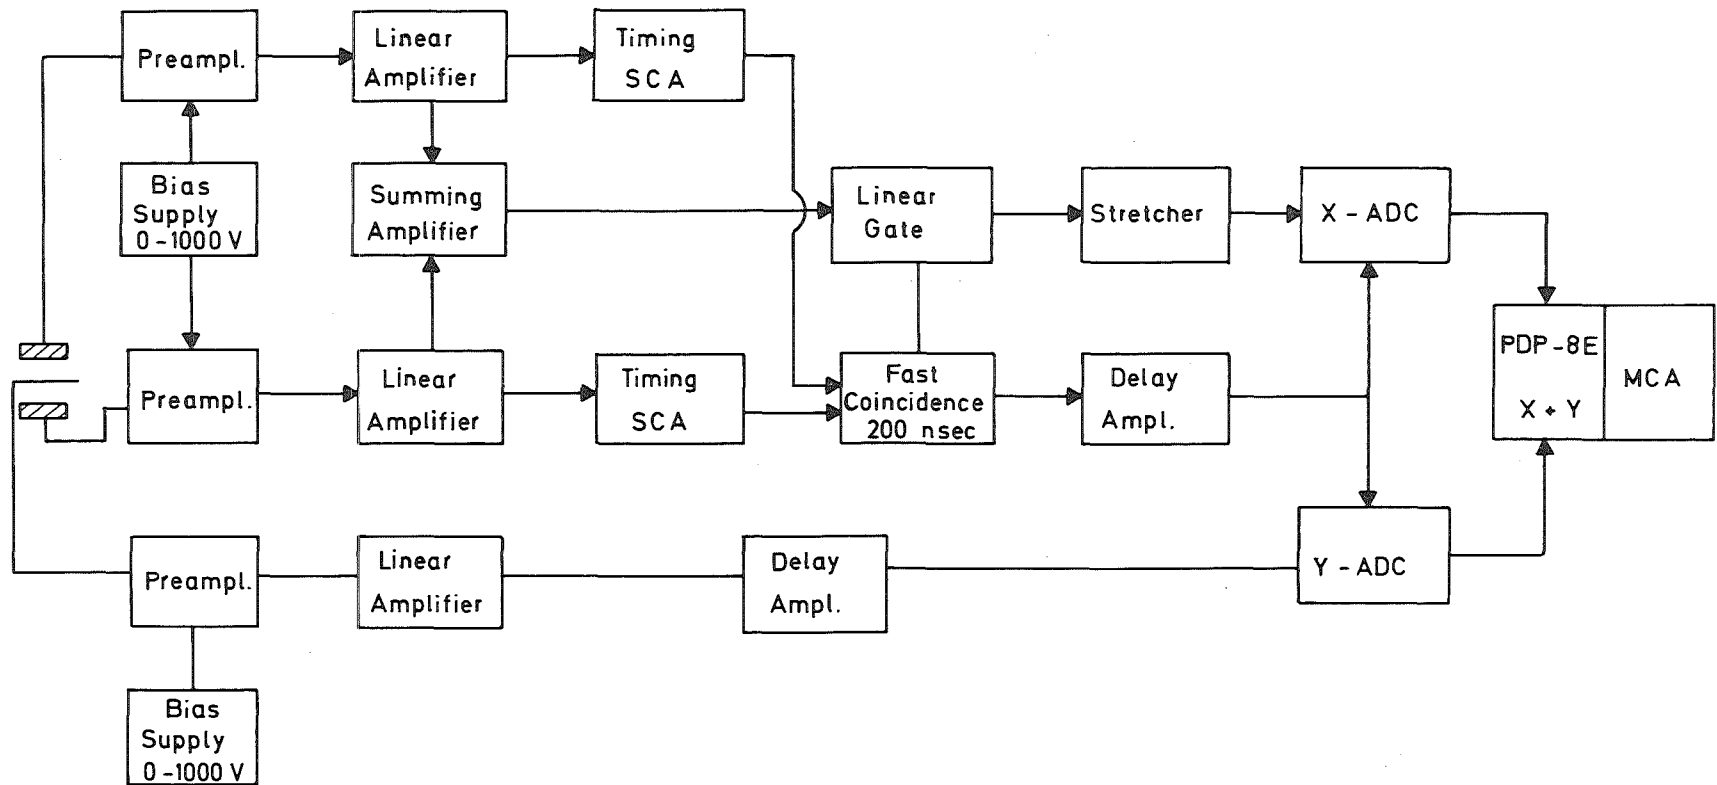 Preampl.
Linear
Amplifier
Timing
SCA
Bias
Supply
0-1000 V
Summing
Amplifier
Linear
Gate
Stretcher
X - ADC
Preampl.
Linear
Amplifier
Timing
SCA
Fast
Coincidence
200 nsec
Delay
Ampl.
PDP-8E
X + Y
MCA
Preampl.
Linear
Amplifier
Delay
Ampl.
Y - ADC
Bias
Supply
0-1000 V